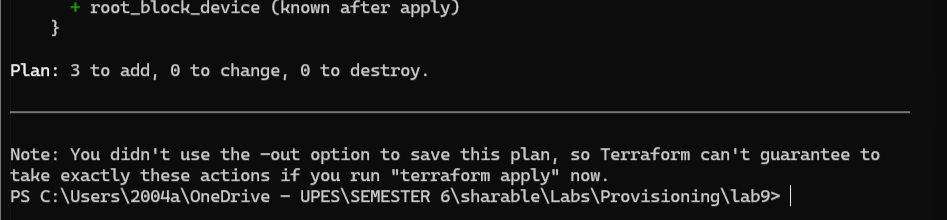 + root_block_device (known after apply)
}
Plan: 3 to add, 0 to change, 0 to destroy.
Note: You didn't use the -out option to save this plan, so Terraform can't guarantee to
take exactly these actions if you run "terraform apply" now.
PS C:\Users\2004a\OneDrive - UPES\SEMESTER 6\sharable\Labs\Provisioning\lab9>